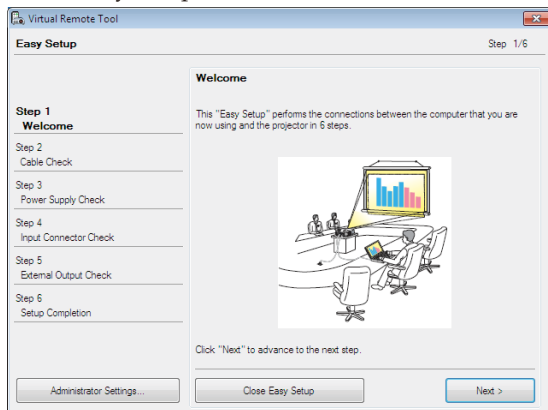 Virtual Remote Tool
Easy Setup
Step 1/6
Step 1
Welcome
Step 2
Cable Check
Step 3
Power Supply Check
Step 4
Input Connector Check
Step 5
External Output Check
Step 6
Setup Completion
Welcome
This "Easy Setup" performs the connections between the computer that you are
now using and the projector in 6 steps.
Click "Next" to advance to the next step.
Administrator Settings...
Close Easy Setup
Next >